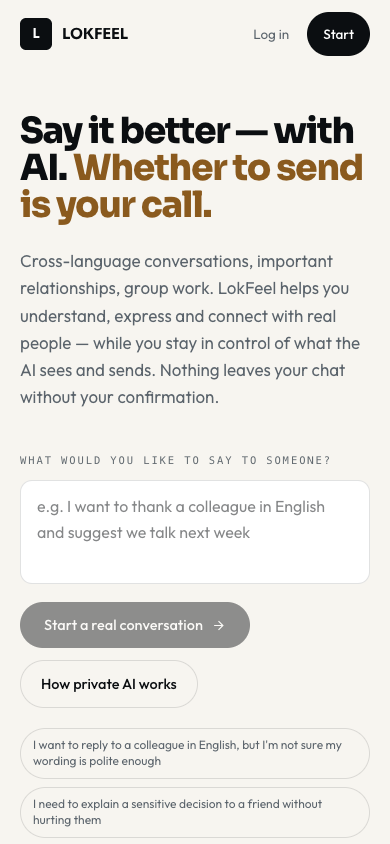 L LOKFEEL Log in Start
Say it better — with
AI. Whether to send
is your call.
Cross-language conversations, important
relationships, group work. LokFeel helps you
understand, express and connect with real
people — while you stay in control of what the
AI sees and sends. Nothing leaves your chat
without your confirmation.
WHAT WOULD YOU LIKE TO SAY TO SOMEONE?
e.g. I want to thank a colleague in English
and suggest we talk next week
Start a real conversation →
How private AI works
I want to reply to a colleague in English, but I'm not sure my
wording is polite enough
I need to explain a sensitive decision to a friend without
hurting them